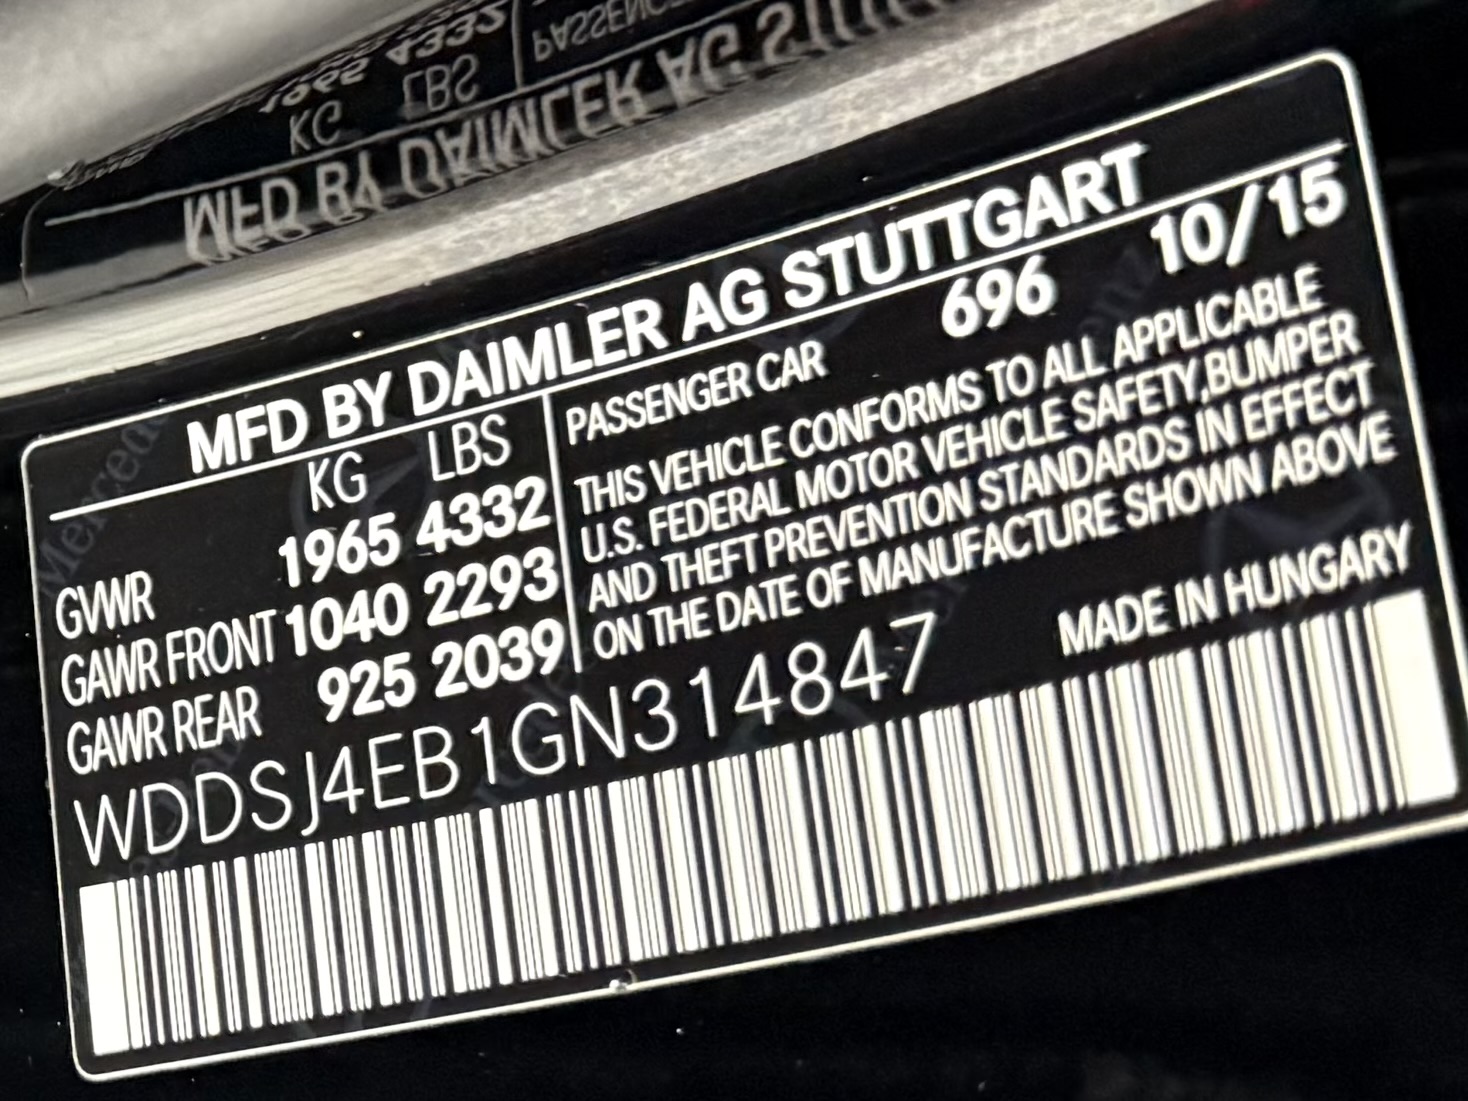 MFD BY DAIMLER AG STUTTGART
KG LBS
GVWR 1965 4332
GAWR FRONT 1040 2293
GAWR REAR 925 2039
PASSENGER CAR 696 10/15
THIS VEHICLE CONFORMS TO ALL APPLICABLE
U.S. FEDERAL MOTOR VEHICLE SAFETY,BUMPER
AND THEFT PREVENTION STANDARDS IN EFFECT
ON THE DATE OF MANUFACTURE SHOWN ABOVE
MADE IN HUNGARY
WDDSJ4EB1GN314847